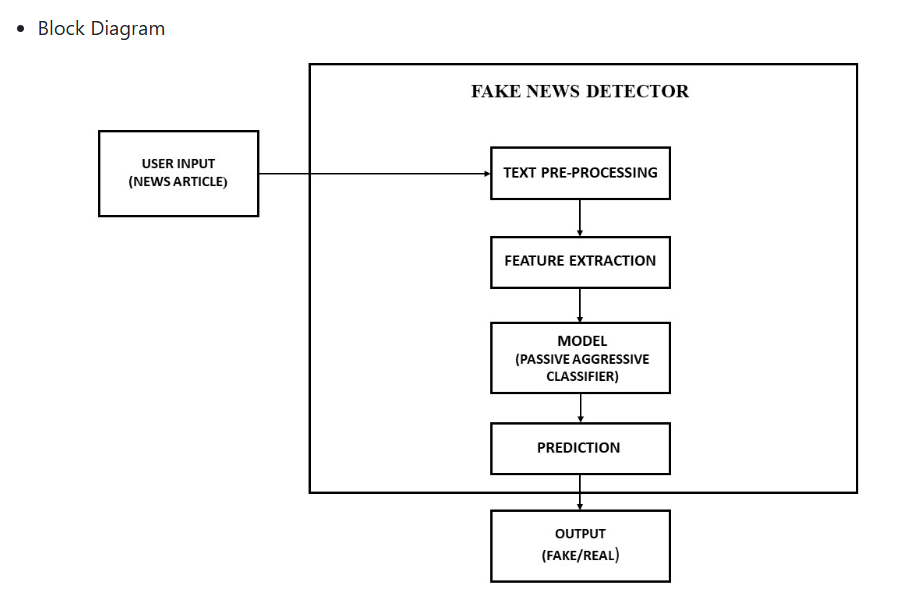 Block Diagram
FAKE NEWS DETECTOR
USER INPUT
(NEWS ARTICLE)
TEXT PRE-PROCESSING
FEATURE EXTRACTION
MODEL
(PASSIVE AGGRESSIVE
CLASSIFIER)
PREDICTION
OUTPUT
(FAKE/REAL)